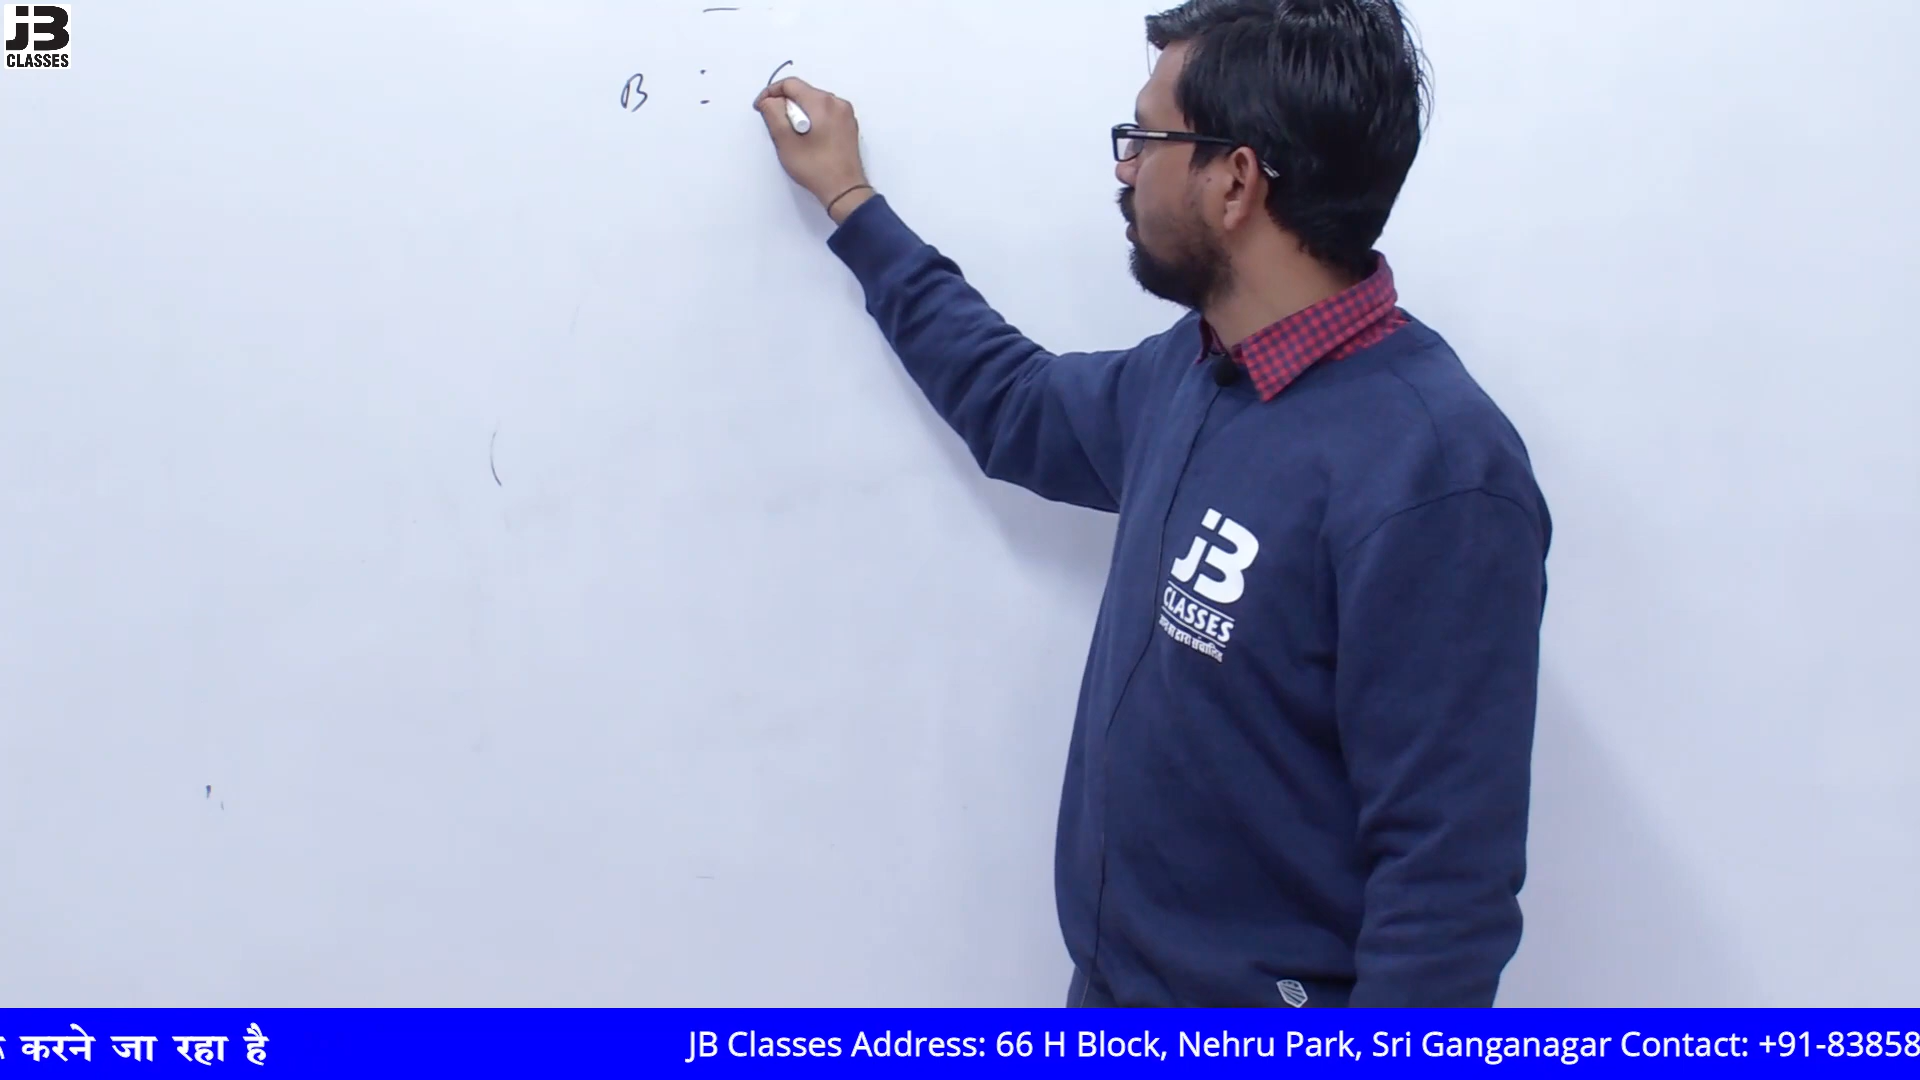 JB
CLASSES
B : C
JB
CLASSES
करने जा रहा है
JB Classes Address: 66 H Block, Nehru Park, Sri Ganganagar Contact: +91-83858